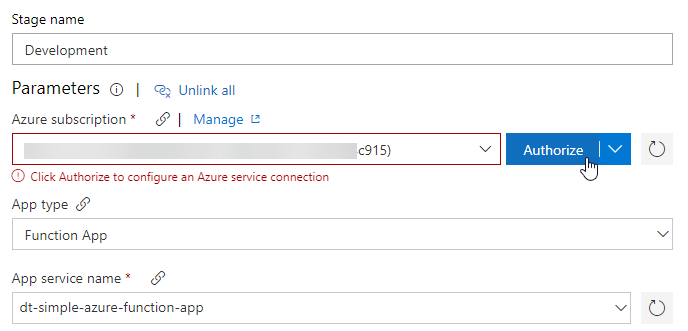 Stage name
Development
Parameters | Unlink all
Azure subscription * | Manage
c915)
Authorize
Click Authorize to configure an Azure service connection
App type
Function App
App service name *
dt-simple-azure-function-app